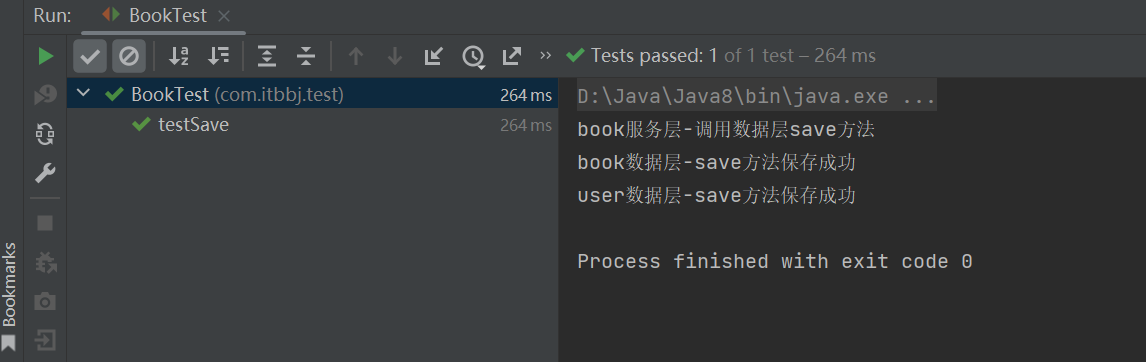 Run: BookTest
Tests passed: 1 of 1 test – 264 ms
BookTest (com.itbbj.test) 264 ms
testSave 264 ms
D:\Java\Java8\bin\java.exe ...
book服务层-调用数据层save方法
book数据层-save方法保存成功
user数据层-save方法保存成功
Process finished with exit code 0
Bookmarks